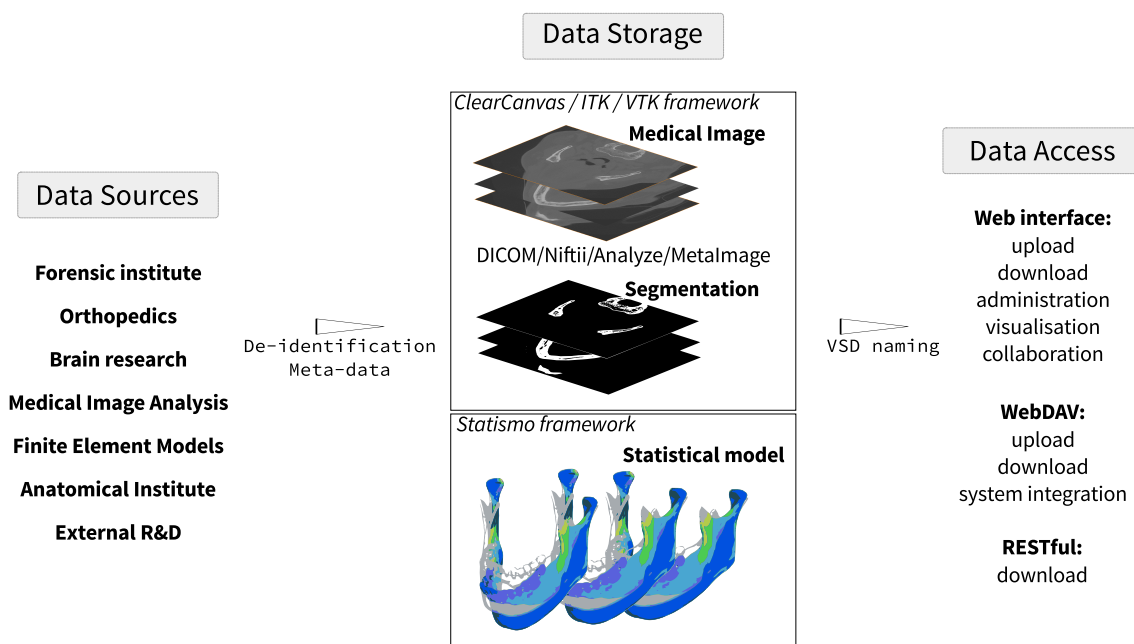 Data Sources
Forensic institute
Orthopedics
Brain research
Medical Image Analysis
Finite Element Models
Anatomical Institute
External R&D
De-identification
Meta-data
Data Storage
ClearCanvas / ITK / VTK framework
Medical Image
DICOM/Niftii/Analyze/MetaImage
Segmentation
Statismo framework
Statistical model
VSD naming
Data Access
Web interface:
upload
download
administration
visualisation
collaboration
WebDAV:
upload
download
system integration
RESTful:
download